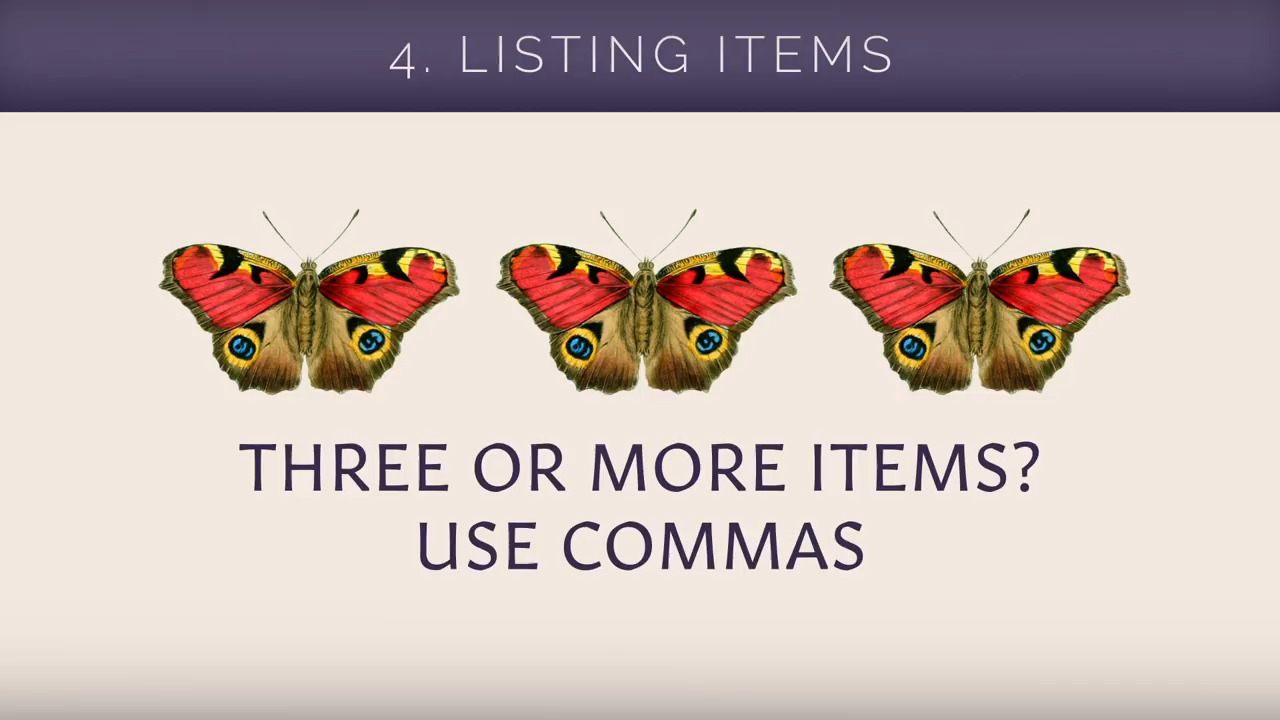 4. LISTING ITEMS
THREE OR MORE ITEMS?
USE COMMAS